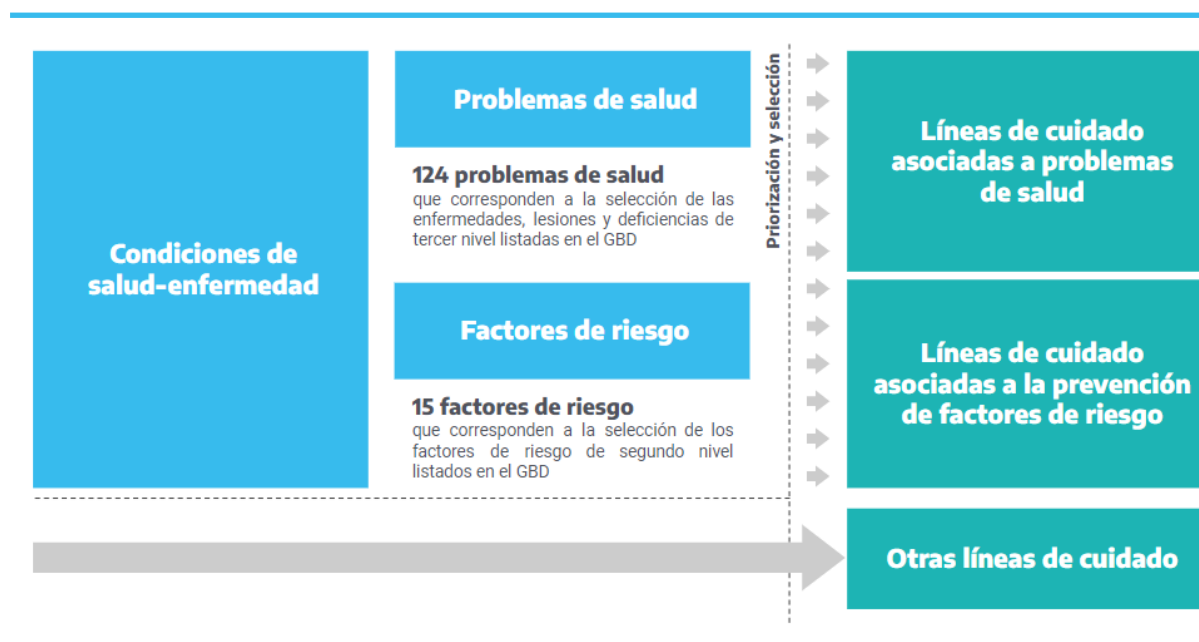 Condiciones de
salud-enfermedad
Problemas de salud
124 problemas de salud
que corresponden a la selección de las
enfermedades, lesiones y deficiencias de
tercer nivel listadas en el GBD
Factores de riesgo
15 factores de riesgo
que corresponden a la selección de los
factores de riesgo de segundo nivel
listados en el GBD
Priorización y selección
Líneas de cuidado
asociadas a problemas
de salud
Líneas de cuidado
asociadas a la prevención
de factores de riesgo
Otras líneas de cuidado